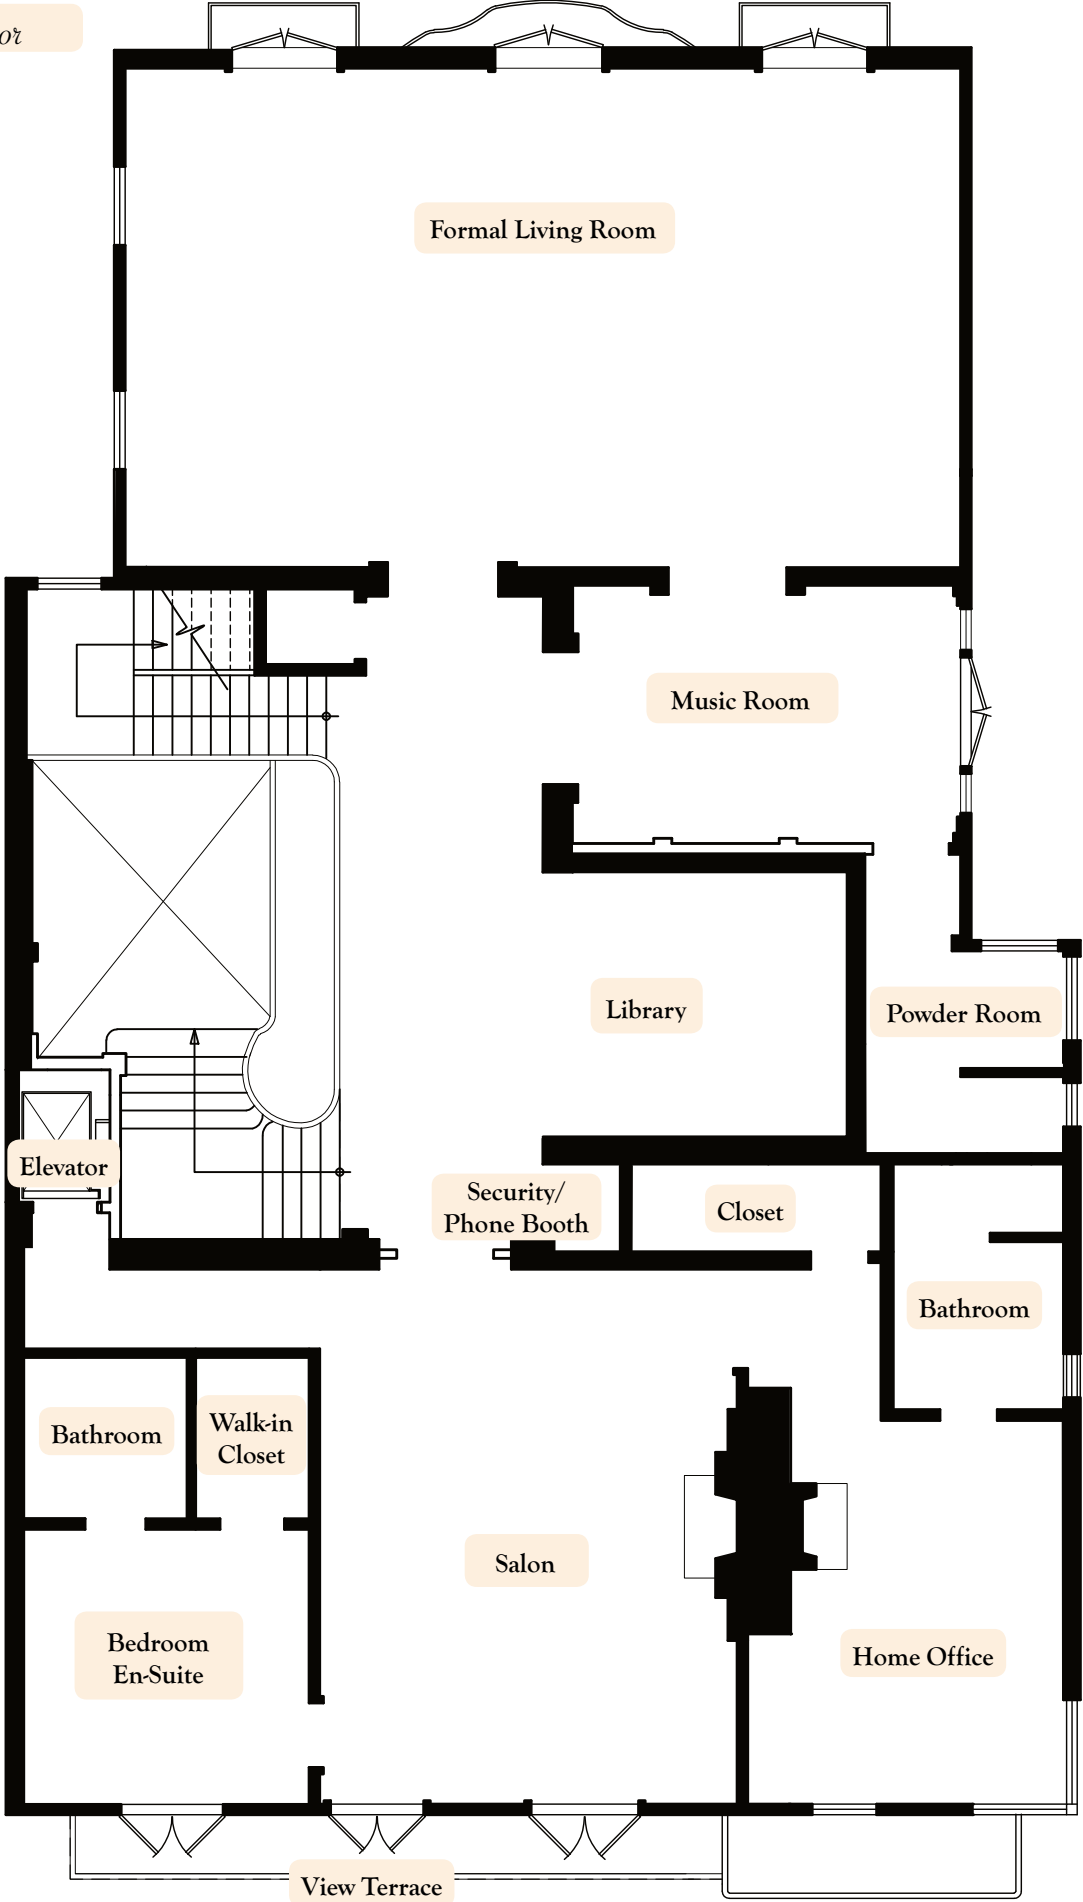 Formal Living Room
Music Room
Library
Powder Room
Elevator
Security/
Phone Booth
Closet
Bathroom
Bathroom
Walk-in
Closet
Salon
Bedroom
En-Suite
Home Office
View Terrace